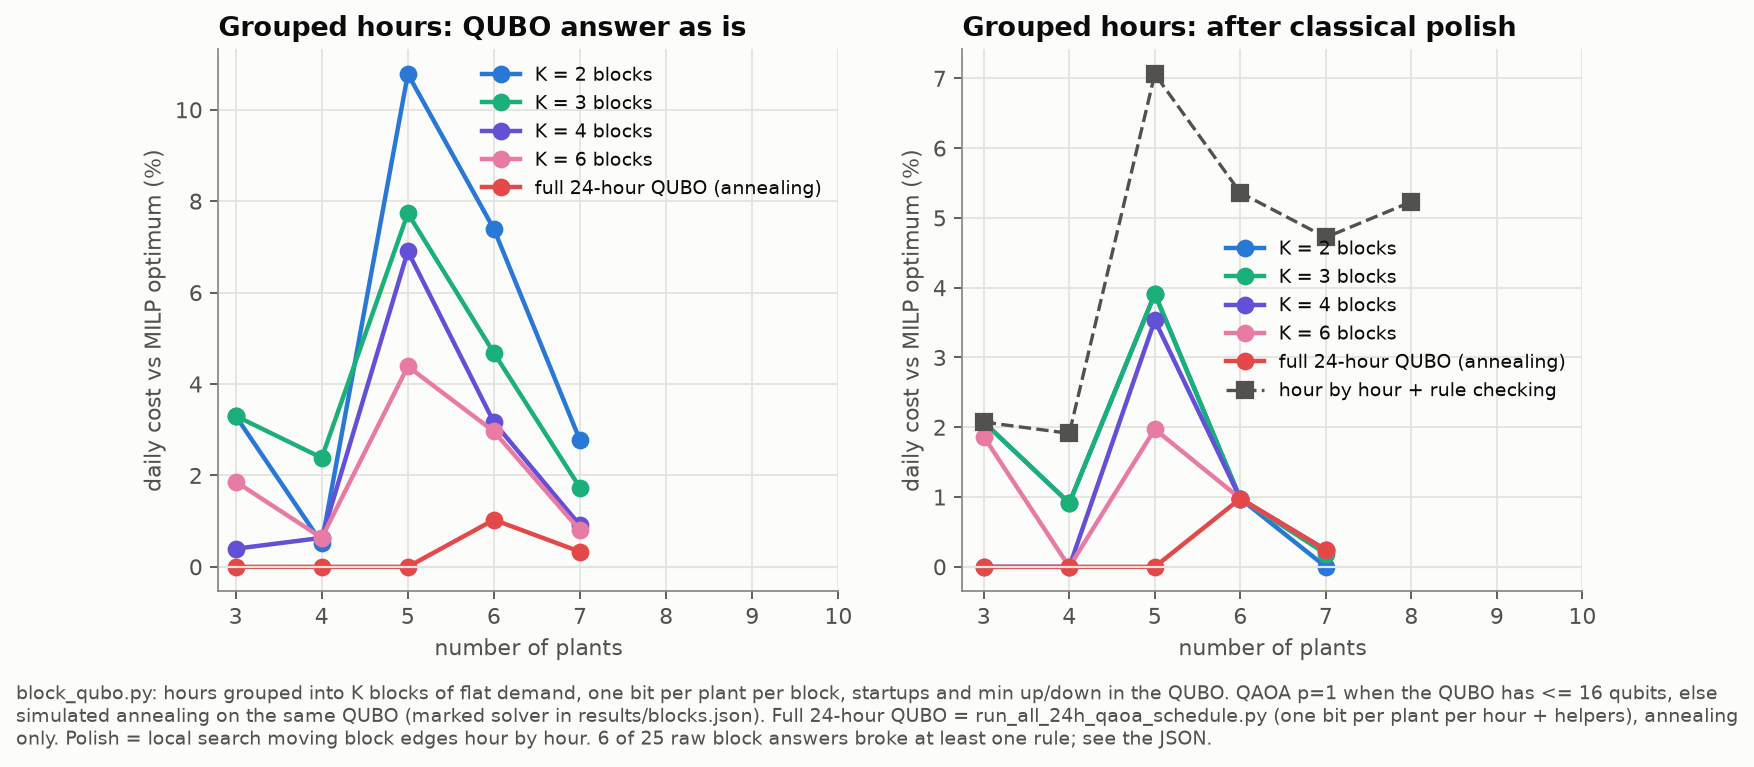 Grouped hours: QUBO answer as is
K = 2 blocks
K = 3 blocks
K = 4 blocks
K = 6 blocks
full 24-hour QUBO (annealing)
daily cost vs MILP optimum (%)
10
8
6
4
2
0
3 4 5 6 7 8 9 10
number of plants
Grouped hours: after classical polish
K = 2 blocks
K = 3 blocks
K = 4 blocks
K = 6 blocks
full 24-hour QUBO (annealing)
hour by hour + rule checking
daily cost vs MILP optimum (%)
7
6
5
4
3
2
1
0
3 4 5 6 7 8 9 10
number of plants
block_qubo.py: hours grouped into K blocks of flat demand, one bit per plant per block, startups and min up/down in the QUBO. QAOA p=1 when the QUBO has <= 16 qubits, else
simulated annealing on the same QUBO (marked solver in results/blocks.json). Full 24-hour QUBO = run_all_24h_qaoa_schedule.py (one bit per plant per hour + helpers), annealing
only. Polish = local search moving block edges hour by hour. 6 of 25 raw block answers broke at least one rule; see the JSON.